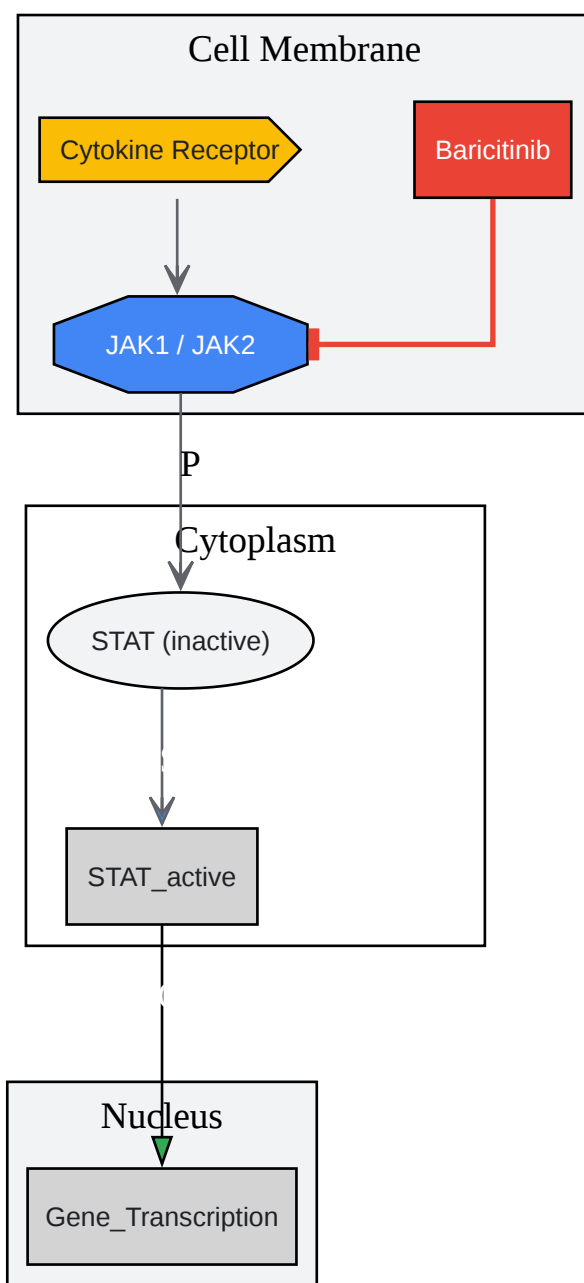 Cell Membrane
Cytokine Receptor
Baricitinib
JAK1 / JAK2
P
Cytoplasm
STAT (inactive)
STAT_active
Nucleus
Gene_Transcription